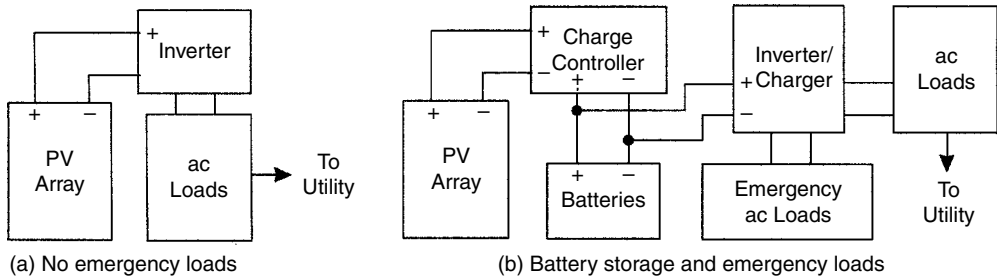 +
Inverter
+ −
PV
Array
ac
Loads
To
Utility
(a) No emergency loads
+
−
Charge
Controller
+ −
+ −
PV
Array
+ −
Batteries
Inverter/
Charger
+
−
Emergency
ac Loads
ac
Loads
To
Utility
(b) Battery storage and emergency loads